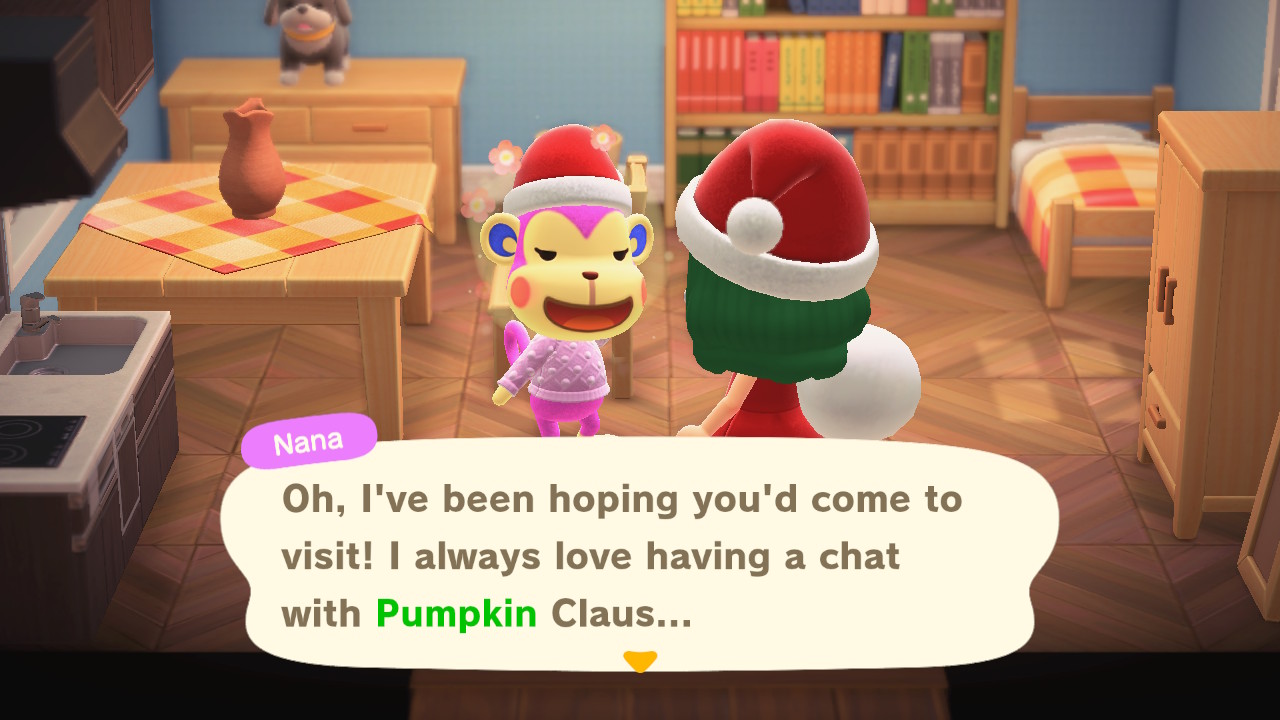 Nana
Oh, I've been hoping you'd come to
visit! I always love having a chat
with Pumpkin Claus...